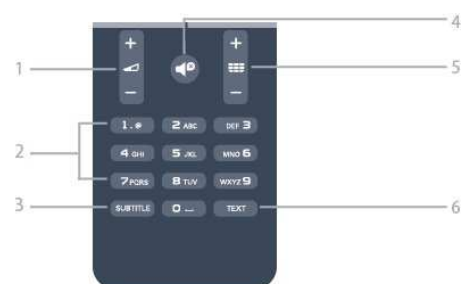 4
+ +
1 5
− −
1.@ 2 ABC DEF 3
2 4 GHI 5 JKL MNO 6
7PQRS 8 TUV WXYZ 9
3 SUBTITLE 0 ⎵ TEXT 6